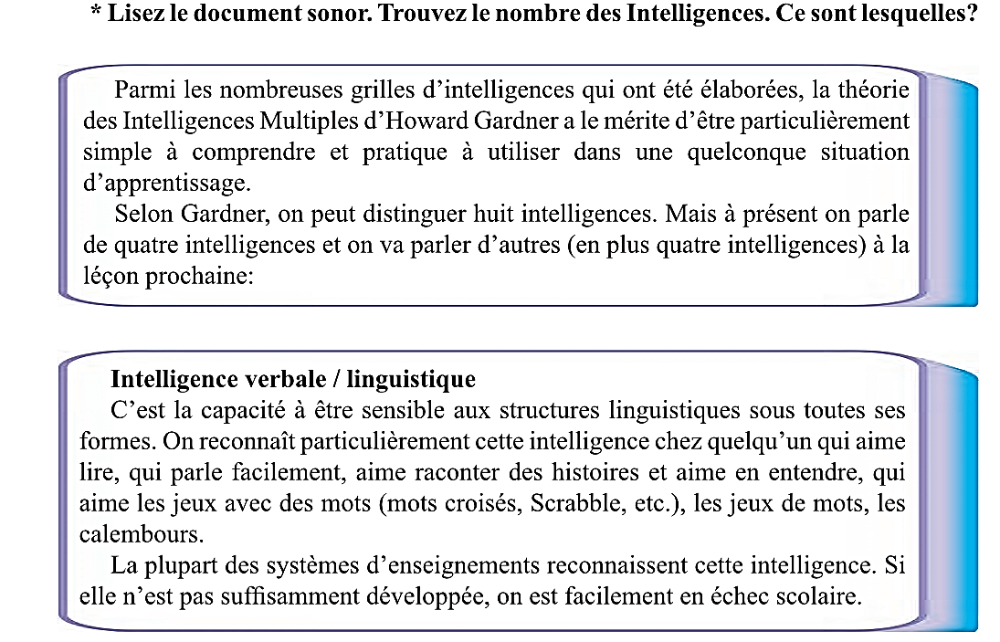 * Lisez le document sonor. Trouvez le nombre des Intelligences. Ce sont lesquelles?
Parmi les nombreuses grilles d’intelligences qui ont été élaborées, la théorie
des Intelligences Multiples d’Howard Gardner a le mérite d’être particulièrement
simple à comprendre et pratique à utiliser dans une quelconque situation
d’apprentissage.
Selon Gardner, on peut distinguer huit intelligences. Mais à présent on parle
de quatre intelligences et on va parler d’autres (en plus quatre intelligences) à la
léçon prochaine:
Intelligence verbale / linguistique
C’est la capacité à être sensible aux structures linguistiques sous toutes ses
formes. On reconnaît particulièrement cette intelligence chez quelqu’un qui aime
lire, qui parle facilement, aime raconter des histoires et aime en entendre, qui
aime les jeux avec des mots (mots croisés, Scrabble, etc.), les jeux de mots, les
calembours.
La plupart des systèmes d’enseignements reconnaissent cette intelligence. Si
elle n’est pas suffisamment développée, on est facilement en échec scolaire.